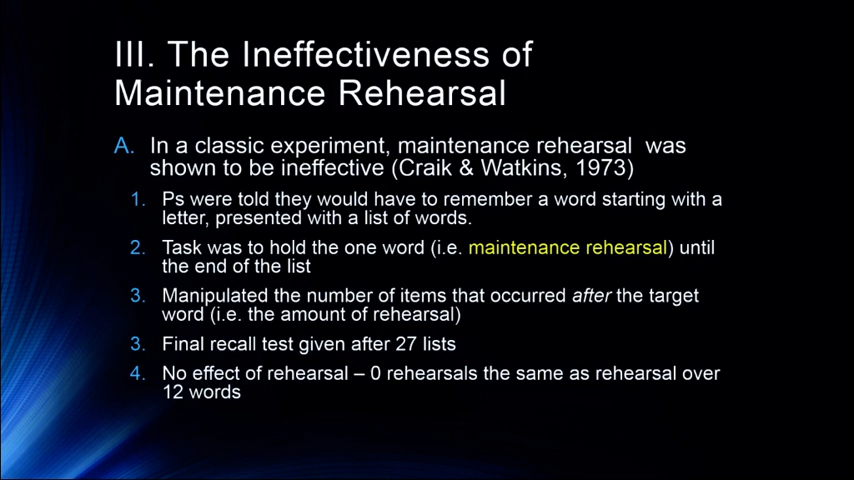 III. The Ineffectiveness of
Maintenance Rehearsal
A. In a classic experiment, maintenance rehearsal was
shown to be ineffective (Craik & Watkins, 1973)
1. Ps were told they would have to remember a word starting with a
letter, presented with a list of words.
2. Task was to hold the one word (i.e. maintenance rehearsal) until
the end of the list
3. Manipulated the number of items that occurred after the target
word (i.e. the amount of rehearsal)
3. Final recall test given after 27 lists
4. No effect of rehearsal – 0 rehearsals the same as rehearsal over
12 words